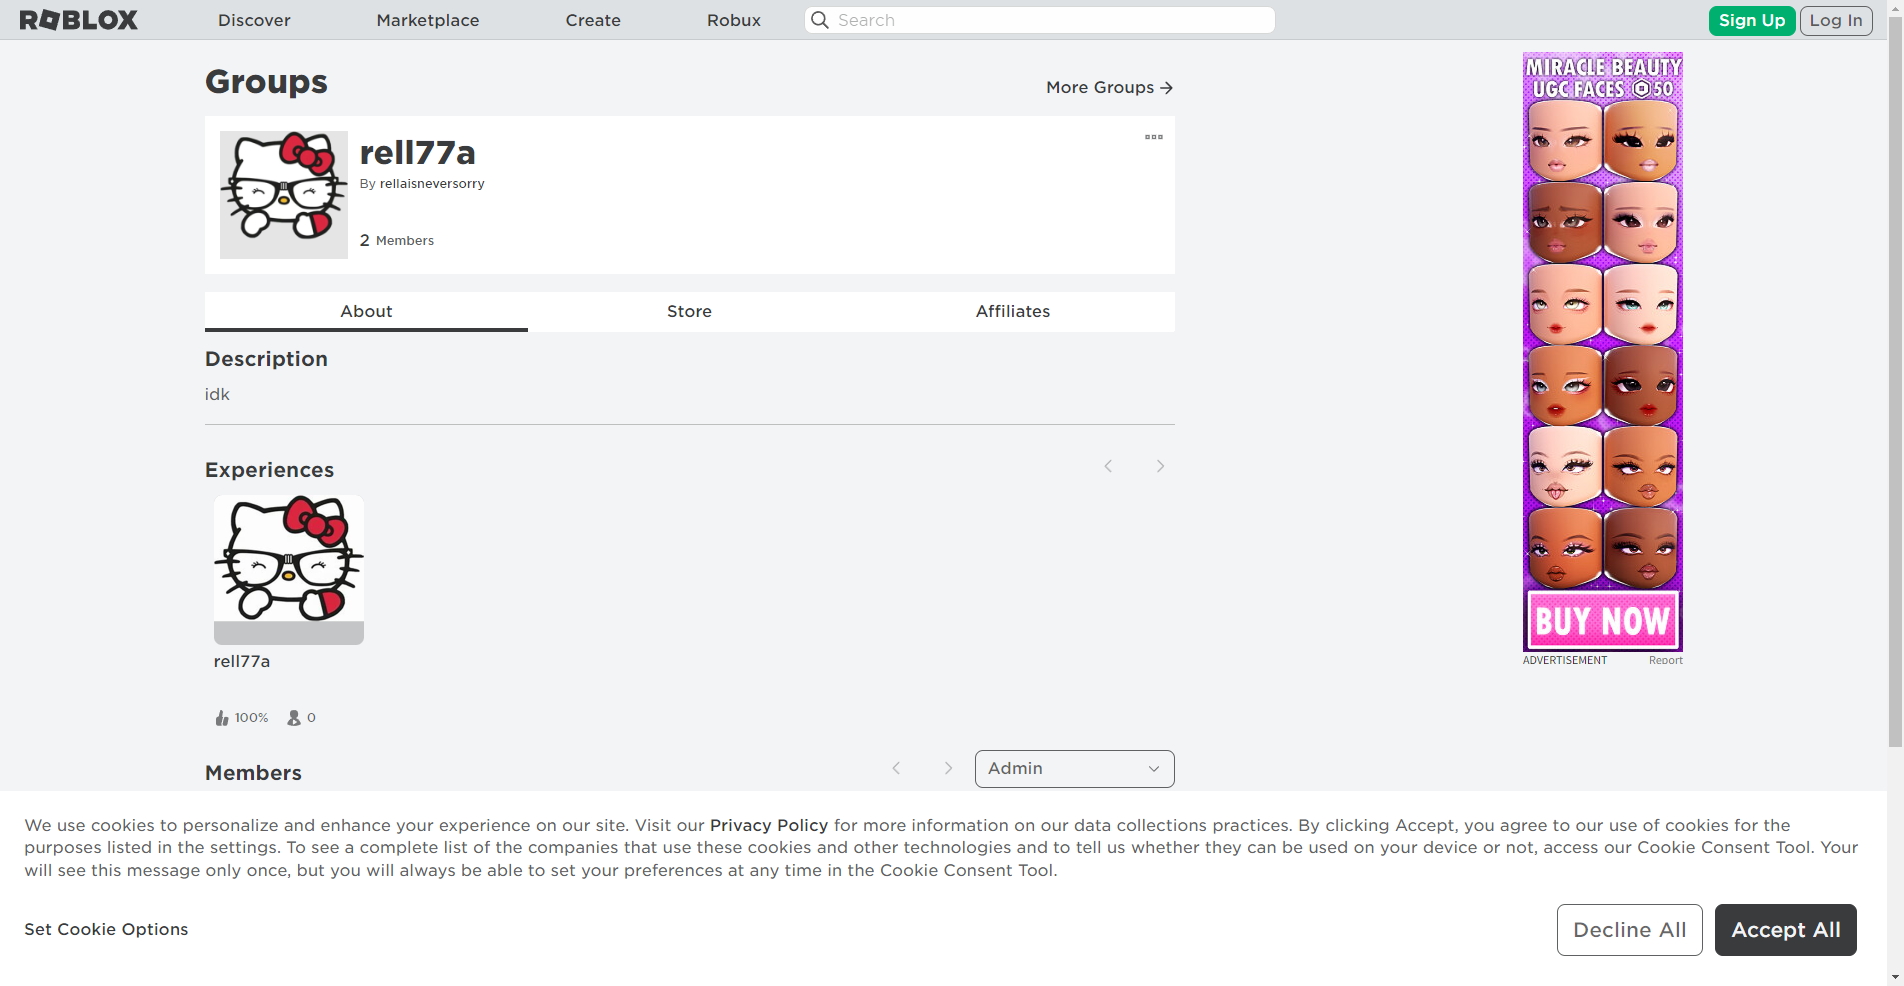 ROBLOX
Discover
Marketplace
Create
Robux
Search
Sign Up
Log In
Groups
More Groups
rell77a
By rellaisneversorry
2 Members
About
Store
Affiliates
Description
idk
Experiences
rell77a
100%
0
Members
Admin
MIRACLE BEAUTY
UGC FACES 50
BUY NOW
ADVERTISEMENT
Report
We use cookies to personalize and enhance your experience on our site. Visit our Privacy Policy for more information on our data collections practices. By clicking Accept, you agree to our use of cookies for the
purposes listed in the settings. To see a complete list of the companies that use these cookies and other technologies and to tell us whether they can be used on your device or not, access our Cookie Consent Tool. Your
will see this message only once, but you will always be able to set your preferences at any time in the Cookie Consent Tool.
Set Cookie Options
Decline All
Accept All